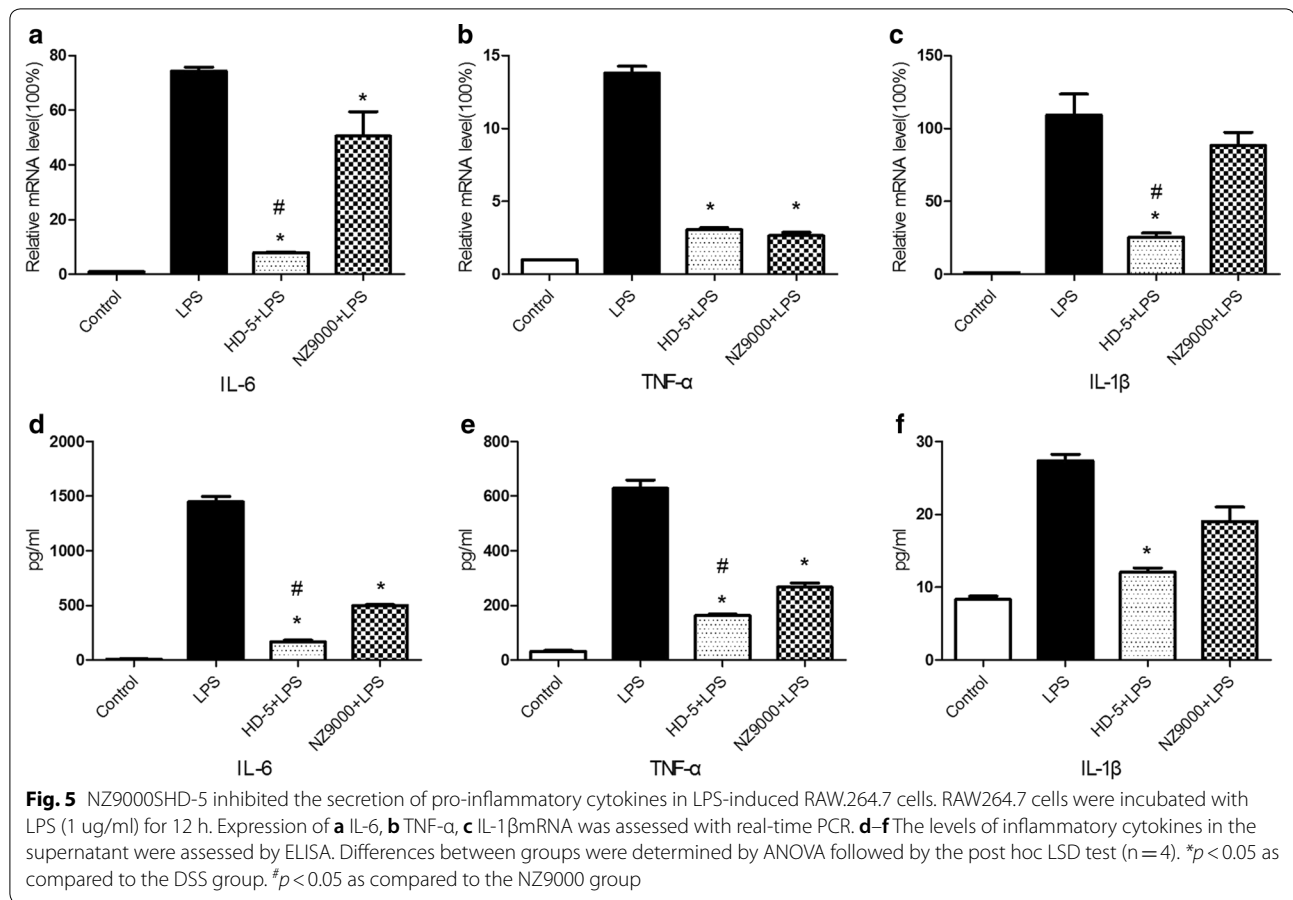 a
b
c
80
60
40
20
0
Relative mRNA level(100%)
#
*
*
Control
LPS
HD-5+LPS
NZ9000+LPS
IL-6
15
10
5
0
Relative mRNA level(100%)
*
*
Control
LPS
HD-5+LPS
NZ9000+LPS
TNF-α
150
100
50
0
Relative mRNA level(100%)
#
*
Control
LPS
HD-5+LPS
NZ9000+LPS
IL-1β
d
e
f
2000
1500
1000
500
0
pg/ml
#
*
*
Control
LPS
HD-5+LPS
NZ9000+LPS
IL-6
800
600
400
200
0
pg/ml
#
*
*
Control
LPS
HD-5+LPS
NZ9000+LPS
TNF-α
30
20
10
0
pg/ml
*
Control
LPS
HD-5+LPS
NZ9000+LPS
IL-1β
Fig. 5 NZ9000SHD-5 inhibited the secretion of pro-inflammatory cytokines in LPS-induced RAW.264.7 cells. RAW264.7 cells were incubated with
LPS (1 ug/ml) for 12 h. Expression of a IL-6, b TNF-α, c IL-1βmRNA was assessed with real-time PCR. d–f The levels of inflammatory cytokines in the
supernatant were assessed by ELISA. Differences between groups were determined by ANOVA followed by the post hoc LSD test (n = 4). *p < 0.05 as
compared to the DSS group. #p < 0.05 as compared to the NZ9000 group